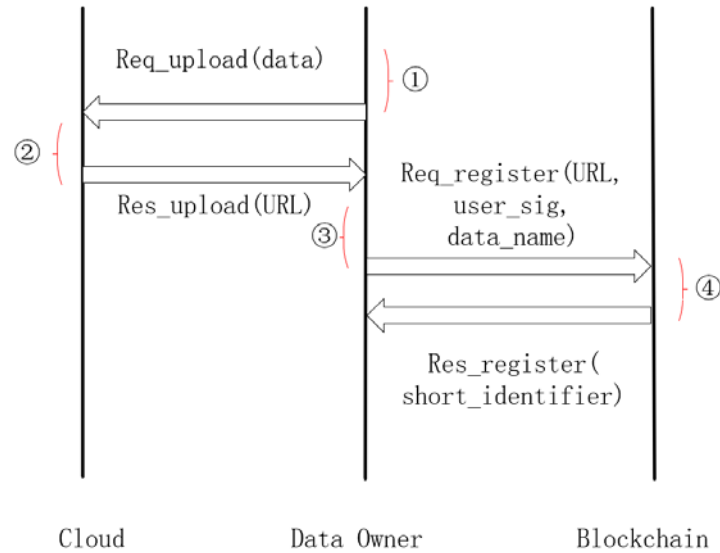 Req_upload(data)
①
②
Res_upload(URL)
Req_register(URL,
user_sig,
data_name)
③
④
Res_register(
short_identifier)
Cloud
Data Owner
Blockchain